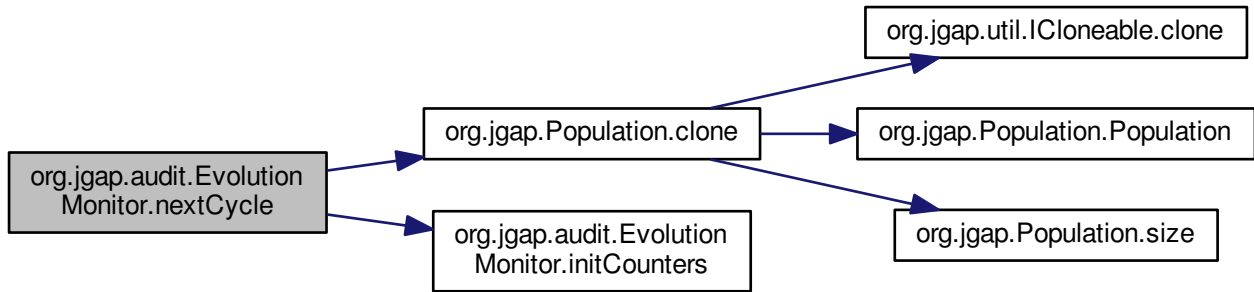 org.jgap.audit.Evolution
Monitor.nextCycle
org.jgap.Population.clone
org.jgap.audit.Evolution
Monitor.initCounters
org.jgap.util.ICloneable.clone
org.jgap.Population.Population
org.jgap.Population.size